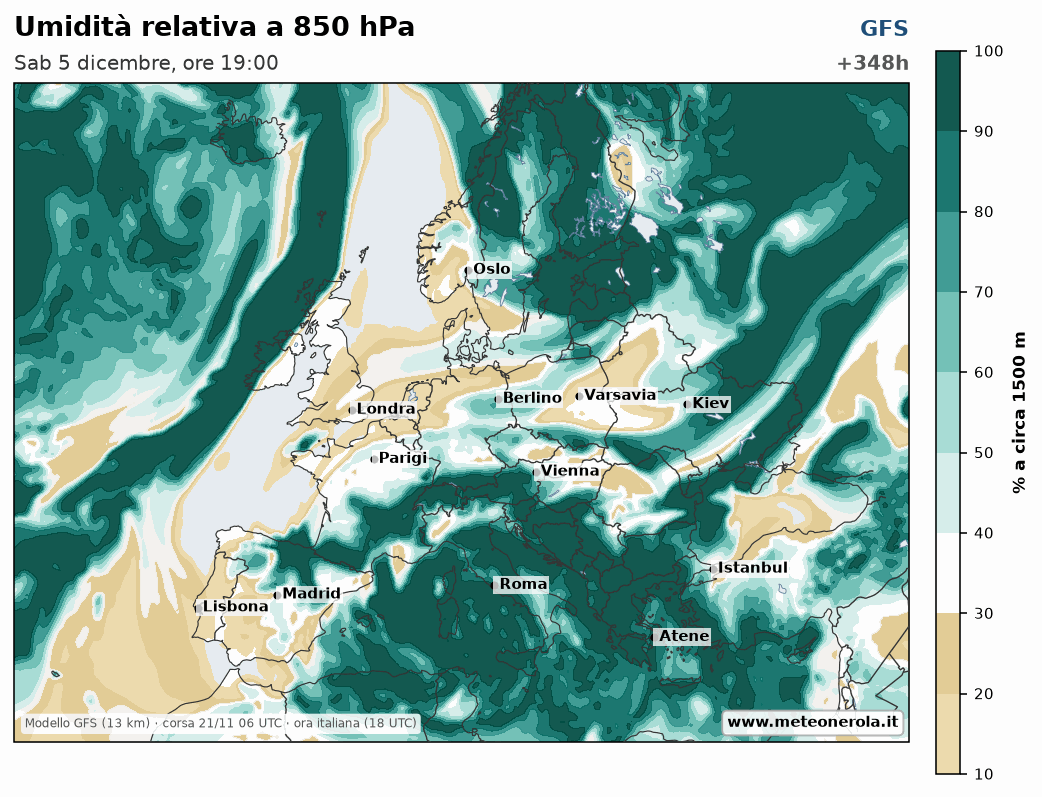 Umidità relativa a 850 hPa
GFS
Sab 5 dicembre, ore 19:00
+348h
100
90
80
70
60
50
40
30
20
10
% a circa 1500 m
Oslo
Londra
Berlino
Varsavia
Kiev
Parigi
Vienna
Istanbul
Roma
Madrid
Lisbona
Atene
Modello GFS (13 km) · corsa 21/11 06 UTC · ora italiana (18 UTC)
www.meteonerola.it